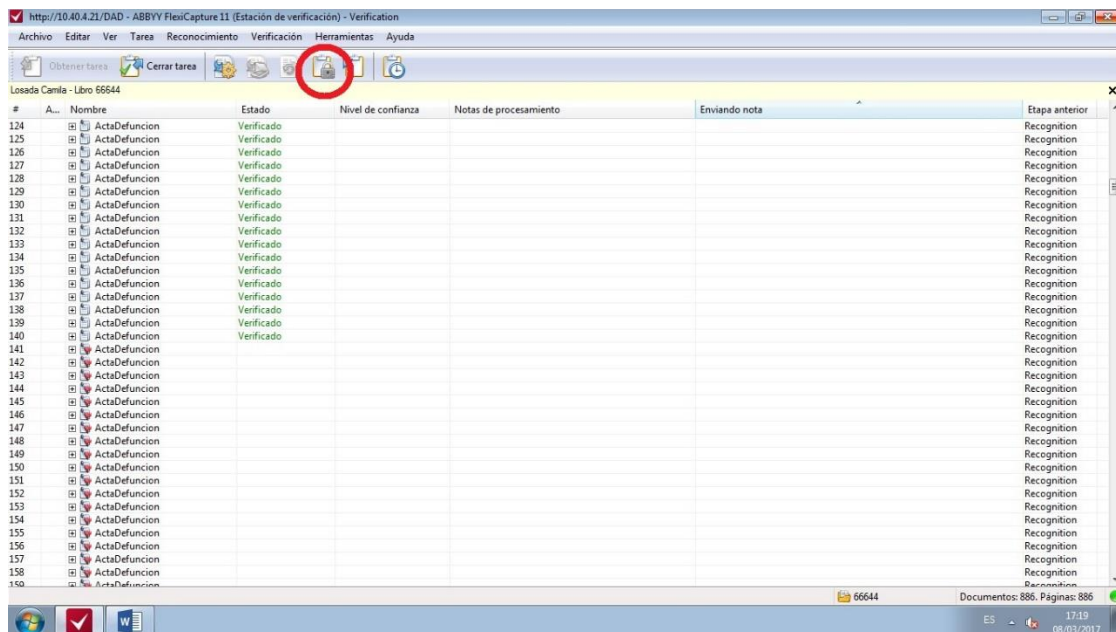 http://10.40.4.21/DAD - ABBYY FlexiCapture 11 (Estación de verificación) - Verification
Archivo Editar Ver Tarea Reconocimiento Verificación Herramientas Ayuda
Obtener tarea Cerrar tarea
Losada Camila - Libro 66644
# A... Nombre Estado Nivel de confianza Notas de procesamiento Enviando nota Etapa anterior
124 ActaDefuncion Verificado Recognition
125 ActaDefuncion Verificado Recognition
126 ActaDefuncion Verificado Recognition
127 ActaDefuncion Verificado Recognition
128 ActaDefuncion Verificado Recognition
129 ActaDefuncion Verificado Recognition
130 ActaDefuncion Verificado Recognition
131 ActaDefuncion Verificado Recognition
132 ActaDefuncion Verificado Recognition
133 ActaDefuncion Verificado Recognition
134 ActaDefuncion Verificado Recognition
135 ActaDefuncion Verificado Recognition
136 ActaDefuncion Verificado Recognition
137 ActaDefuncion Verificado Recognition
138 ActaDefuncion Verificado Recognition
139 ActaDefuncion Verificado Recognition
140 ActaDefuncion Verificado Recognition
141 ActaDefuncion Recognition
142 ActaDefuncion Recognition
143 ActaDefuncion Recognition
144 ActaDefuncion Recognition
145 ActaDefuncion Recognition
146 ActaDefuncion Recognition
147 ActaDefuncion Recognition
148 ActaDefuncion Recognition
149 ActaDefuncion Recognition
150 ActaDefuncion Recognition
151 ActaDefuncion Recognition
152 ActaDefuncion Recognition
153 ActaDefuncion Recognition
154 ActaDefuncion Recognition
155 ActaDefuncion Recognition
156 ActaDefuncion Recognition
157 ActaDefuncion Recognition
158 ActaDefuncion Recognition
159 ActaDefuncion Recognition
66644 Documentos: 886. Páginas: 886
ES 17:19
08/03/2017